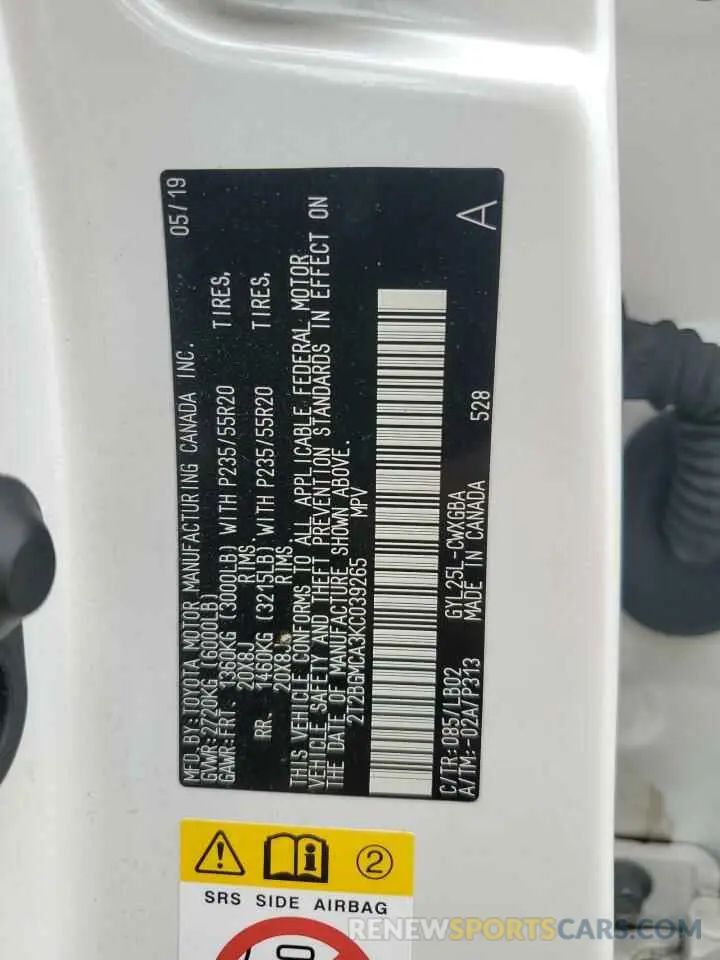 MFD.BY:TOYOTA MOTOR MANUFACTURING CANADA INC. 05/19
GVWR:2720KG (6000LB)
GAWR:FRT. 1360KG (3000LB) WITH P235/55R20 TIRES,
20X8J RIMS
RR. 1460KG (3215LB) WITH P235/55R20 TIRES,
20X8J RIMS
THIS VEHICLE CONFORMS TO ALL APPLICABLE FEDERAL MOTOR
VEHICLE SAFETY AND THEFT PREVENTION STANDARDS IN EFFECT ON
THE DATE OF MANUFACTURE SHOWN ABOVE.
2T2BGMCA3KC039265 MPV
C/TR:085/LB02 GYL25L-CWXGBA
A/TM:-02A/P313 MADE IN CANADA 528 A
2
SRS SIDE AIRBAG
RENEWSPORTSCARS.COM